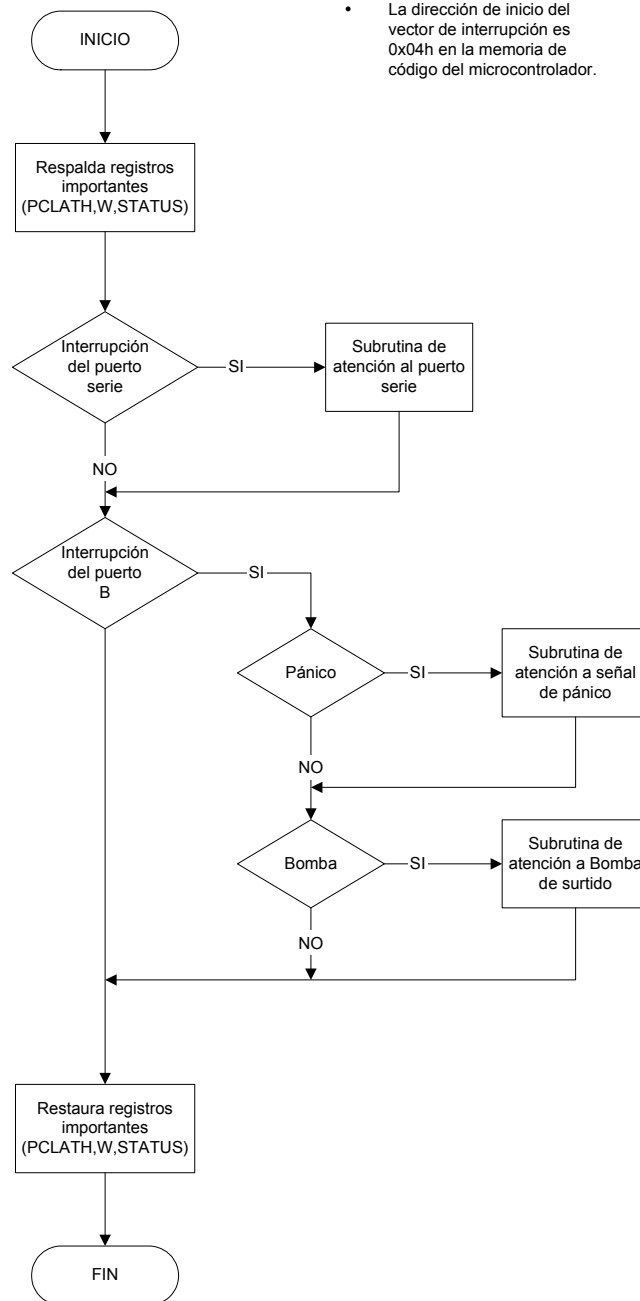 INICIO
• La dirección de inicio del
vector de interrupción es
0x04h en la memoria de
código del microcontrolador.
Respalda registros
importantes
(PCLATH,W,STATUS)
Interrupción
del puerto
serie
SI
Subrutina de
atención al puerto
serie
NO
Interrupción
del puerto
B
SI
Pánico
SI
Subrutina de
atención a señal
de pánico
NO
Bomba
SI
Subrutina de
atención a Bomba
de surtido
NO
Restaura registros
importantes
(PCLATH,W,STATUS)
FIN